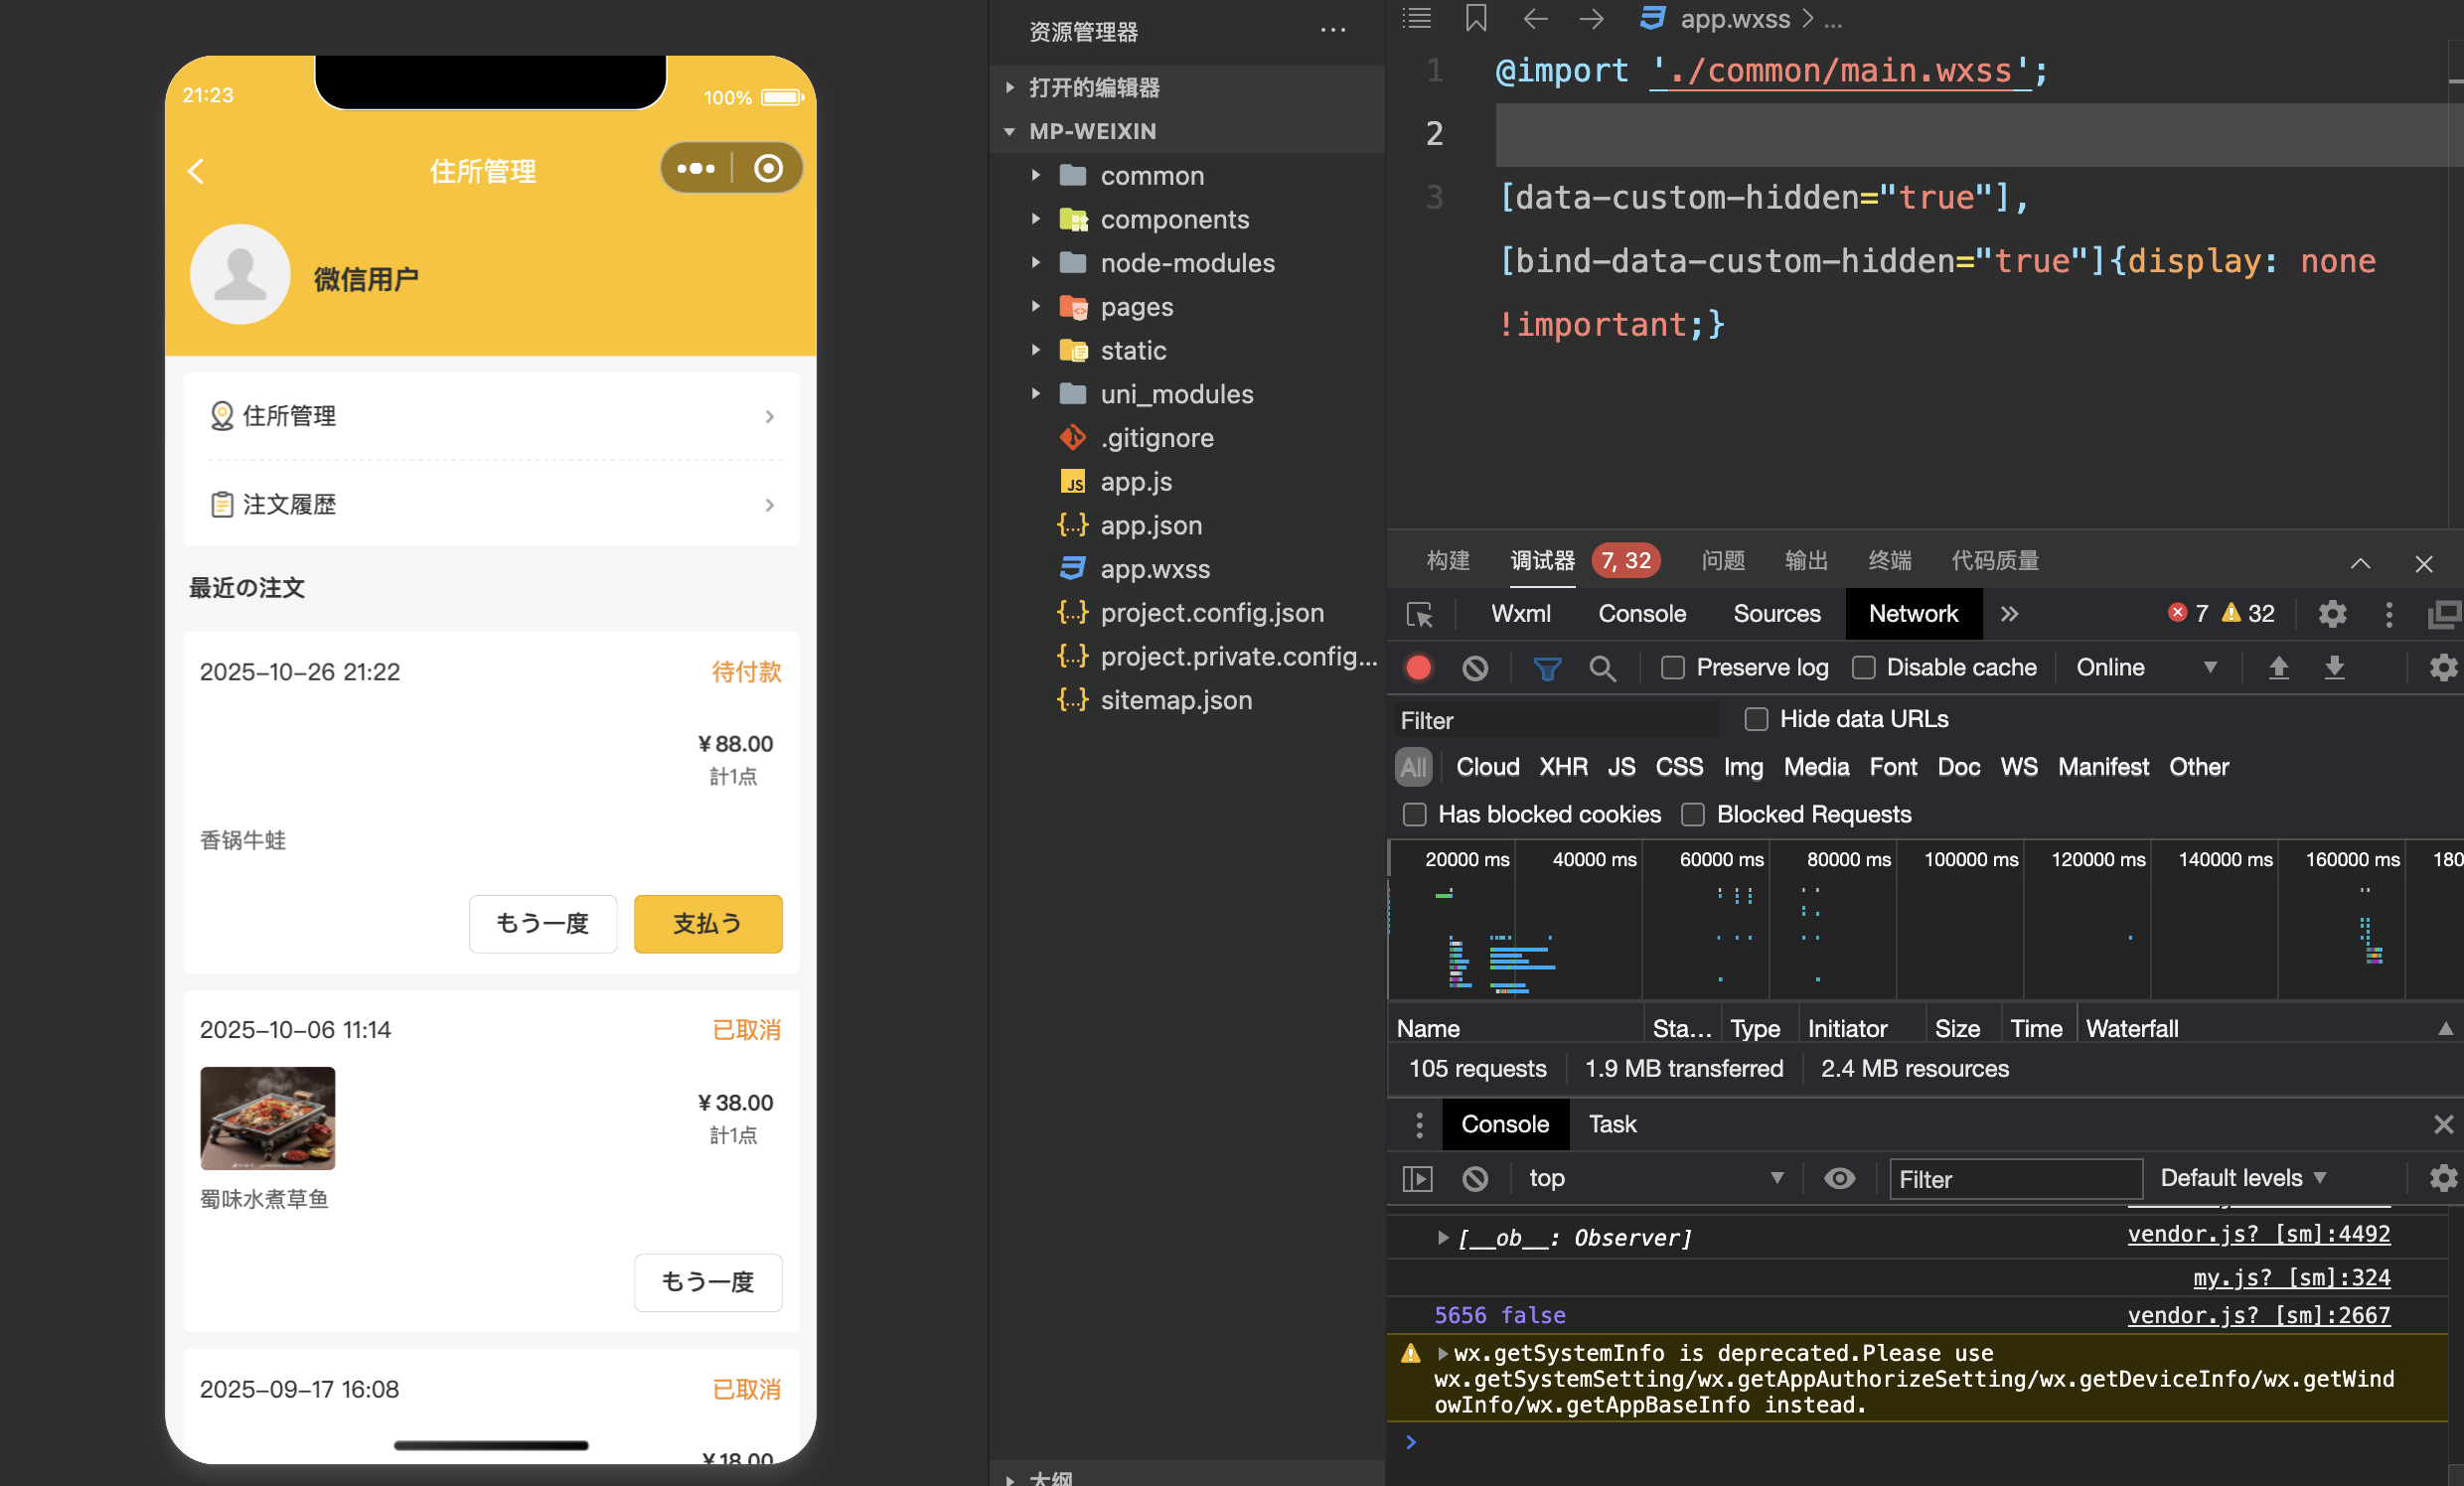 21:23
100%
住所管理
微信用户
住所管理
注文履歴
最近の注文
2025-10-26 21:22
待付款
¥88.00
計1点
香锅牛蛙
もう一度
支払う
2025-10-06 11:14
已取消
¥38.00
計1点
蜀味水煮草鱼
もう一度
2025-09-17 16:08
已取消
¥18.00
资源管理器
打开的编辑器
MP-WEIXIN
common
components
node-modules
pages
static
uni_modules
.gitignore
app.js
app.json
app.wxss
project.config.json
project.private.config...
sitemap.json
大纲
app.wxss > ...
1 @import './common/main.wxss';
2
3 [data-custom-hidden="true"],
[bind-data-custom-hidden="true"]{display: none
!important;}
构建 调试器 7, 32 问题 输出 终端 代码质量
Wxml Console Sources Network 7 32
Preserve log Disable cache Online
Filter Hide data URLs
All Cloud XHR JS CSS Img Media Font Doc WS Manifest Other
Has blocked cookies Blocked Requests
20000 ms 40000 ms 60000 ms 80000 ms 100000 ms 120000 ms 140000 ms 160000 ms 180
Name Sta... Type Initiator Size Time Waterfall
105 requests 1.9 MB transferred 2.4 MB resources
Console Task
top Filter Default levels
[__ob__: Observer] vendor.js? [sm]:4492
my.js? [sm]:324
5656 false vendor.js? [sm]:2667
wx.getSystemInfo is deprecated.Please use
wx.getSystemSetting/wx.getAppAuthorizeSetting/wx.getDeviceInfo/wx.getWind
owInfo/wx.getAppBaseInfo instead.